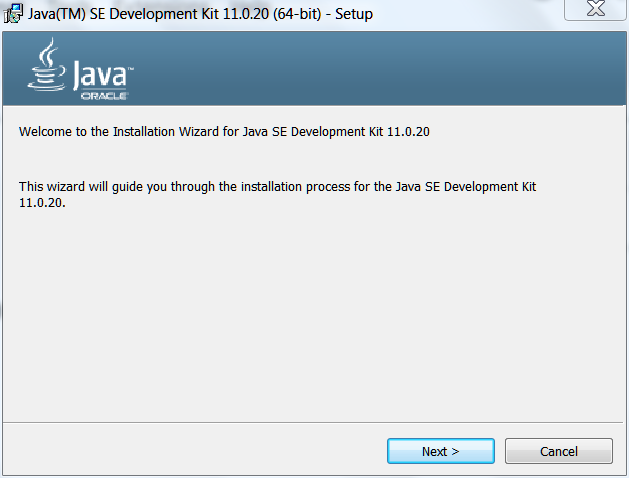 Java(TM) SE Development Kit 11.0.20 (64-bit) - Setup
Java™
ORACLE
Welcome to the Installation Wizard for Java SE Development Kit 11.0.20
This wizard will guide you through the installation process for the Java SE Development Kit
11.0.20.
Next >
Cancel